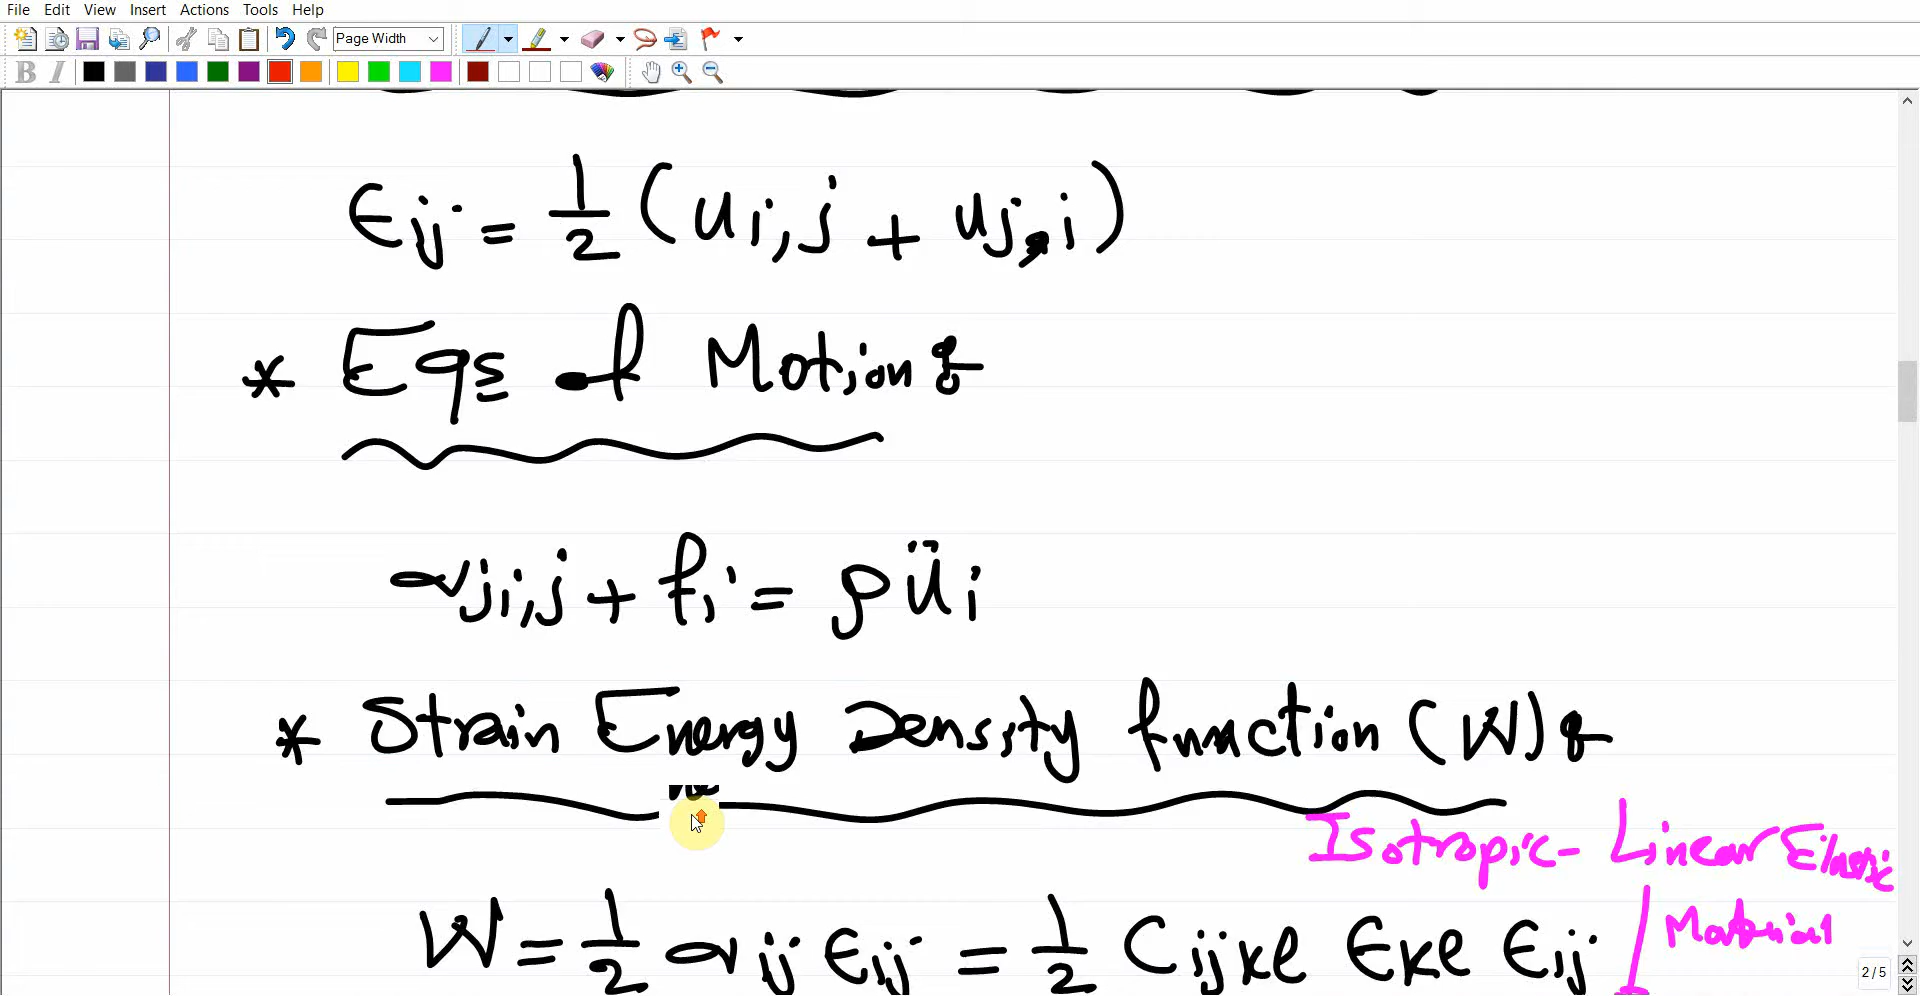 File Edit View Insert Actions Tools Help
Page Width
B I
ϵij = 1/2 (ui,j + uj,i)
* Eqs of Motion:
σji,j + fi = ρüi
* Strain Energy Density function (W):
Isotropic - Linear Elastic
Material
W = 1/2 σij ϵij = 1/2 Cijkl ϵkl ϵij
2 / 5